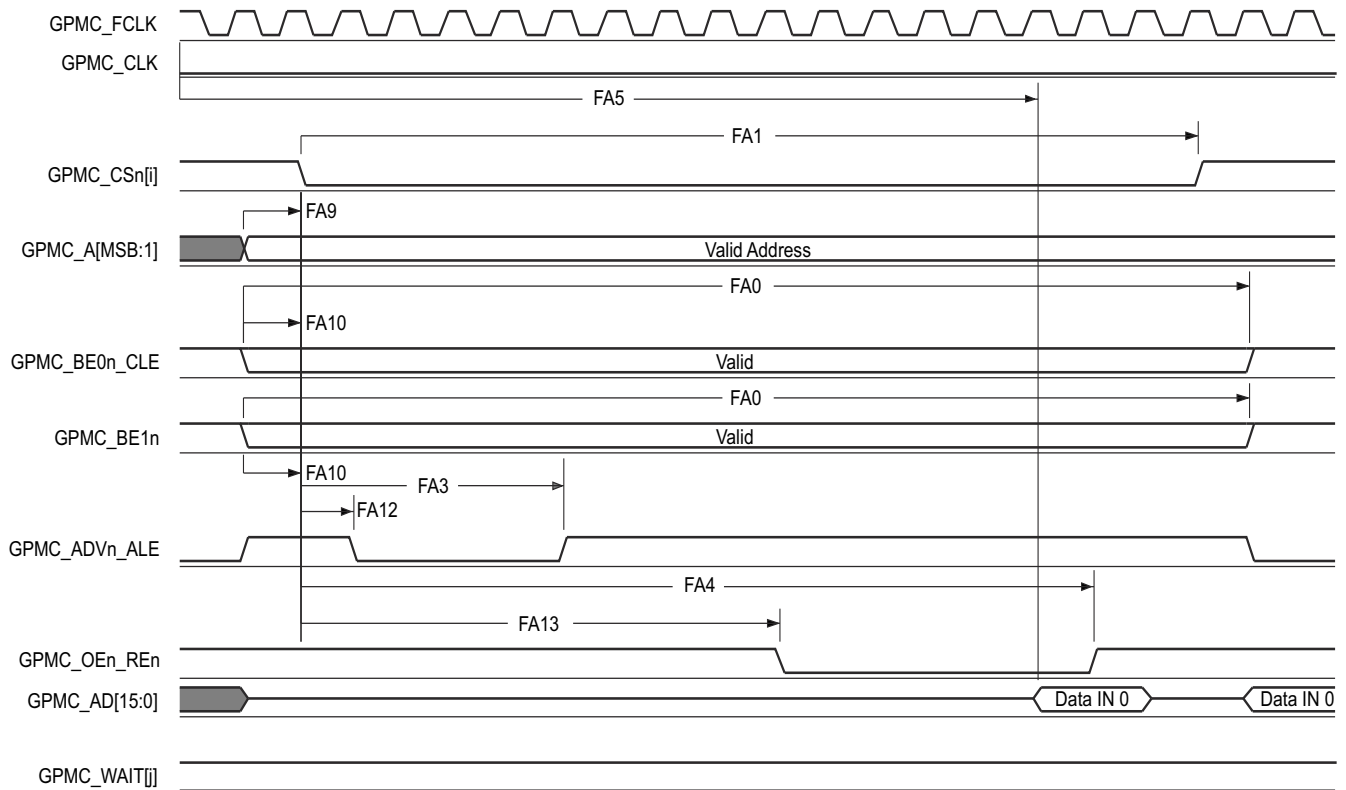 GPMC_FCLK
GPMC_CLK
FA5
FA1
GPMC_CSn[i]
FA9
GPMC_A[MSB:1]
Valid Address
FA0
FA10
GPMC_BE0n_CLE
Valid
FA0
GPMC_BE1n
Valid
FA10
FA3
FA12
GPMC_ADVn_ALE
FA4
FA13
GPMC_OEn_REn
GPMC_AD[15:0]
Data IN 0
Data IN 0
GPMC_WAIT[j]